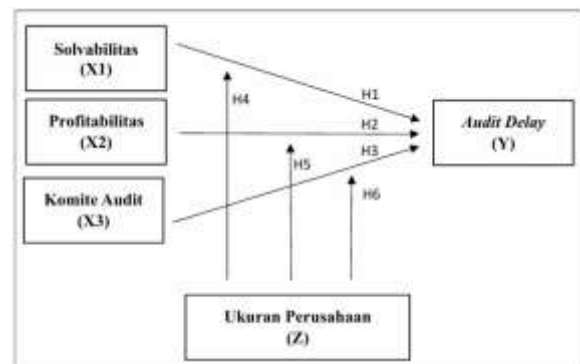 Solvabilitas
(X1)
H4
H1
Profitabilitas
(X2)
H2
Audit Delay
(Y)
H5
H3
Komite Audit
(X3)
H6
Ukuran Perusahaan
(Z)